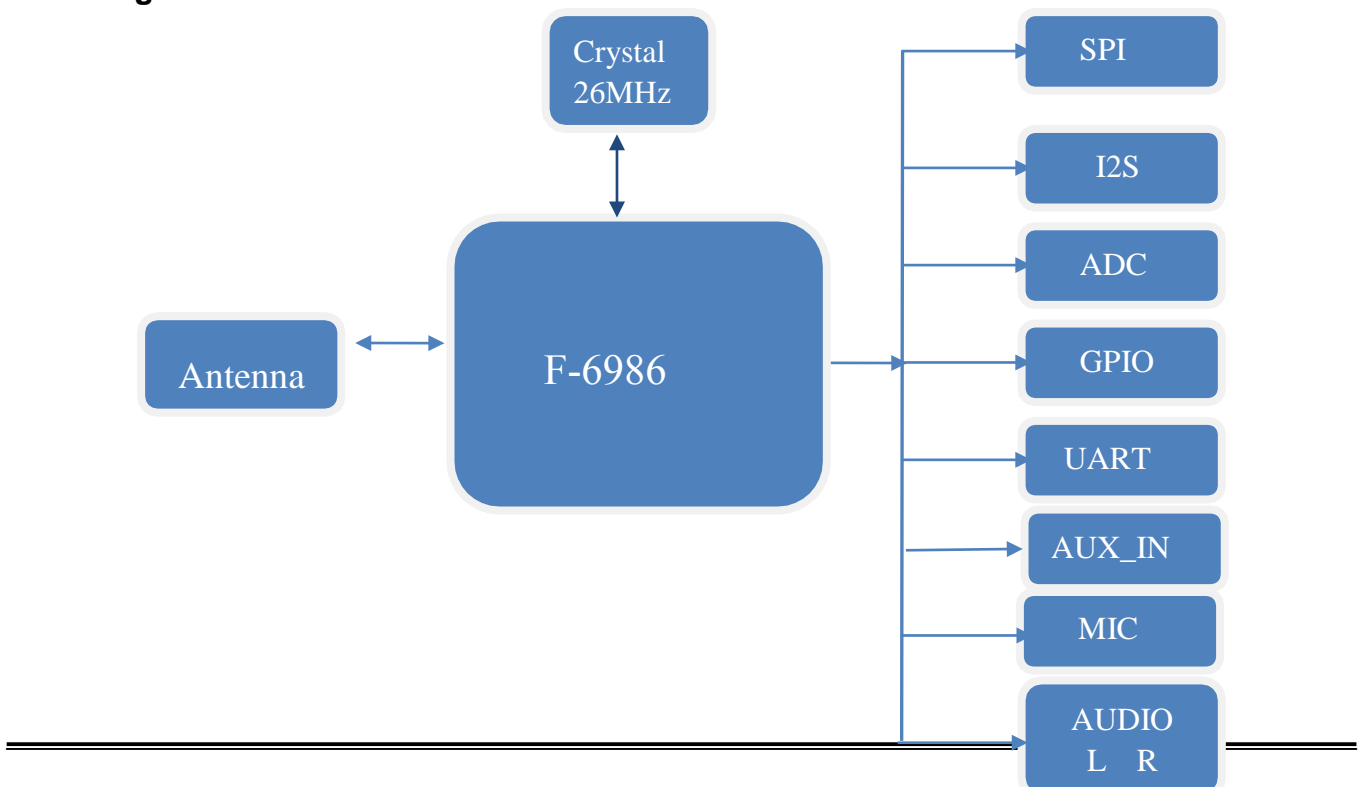 Crystal
26MHz
Antenna
F-6986
SPI
I2S
ADC
GPIO
UART
AUX_IN
MIC
AUDIO
L R